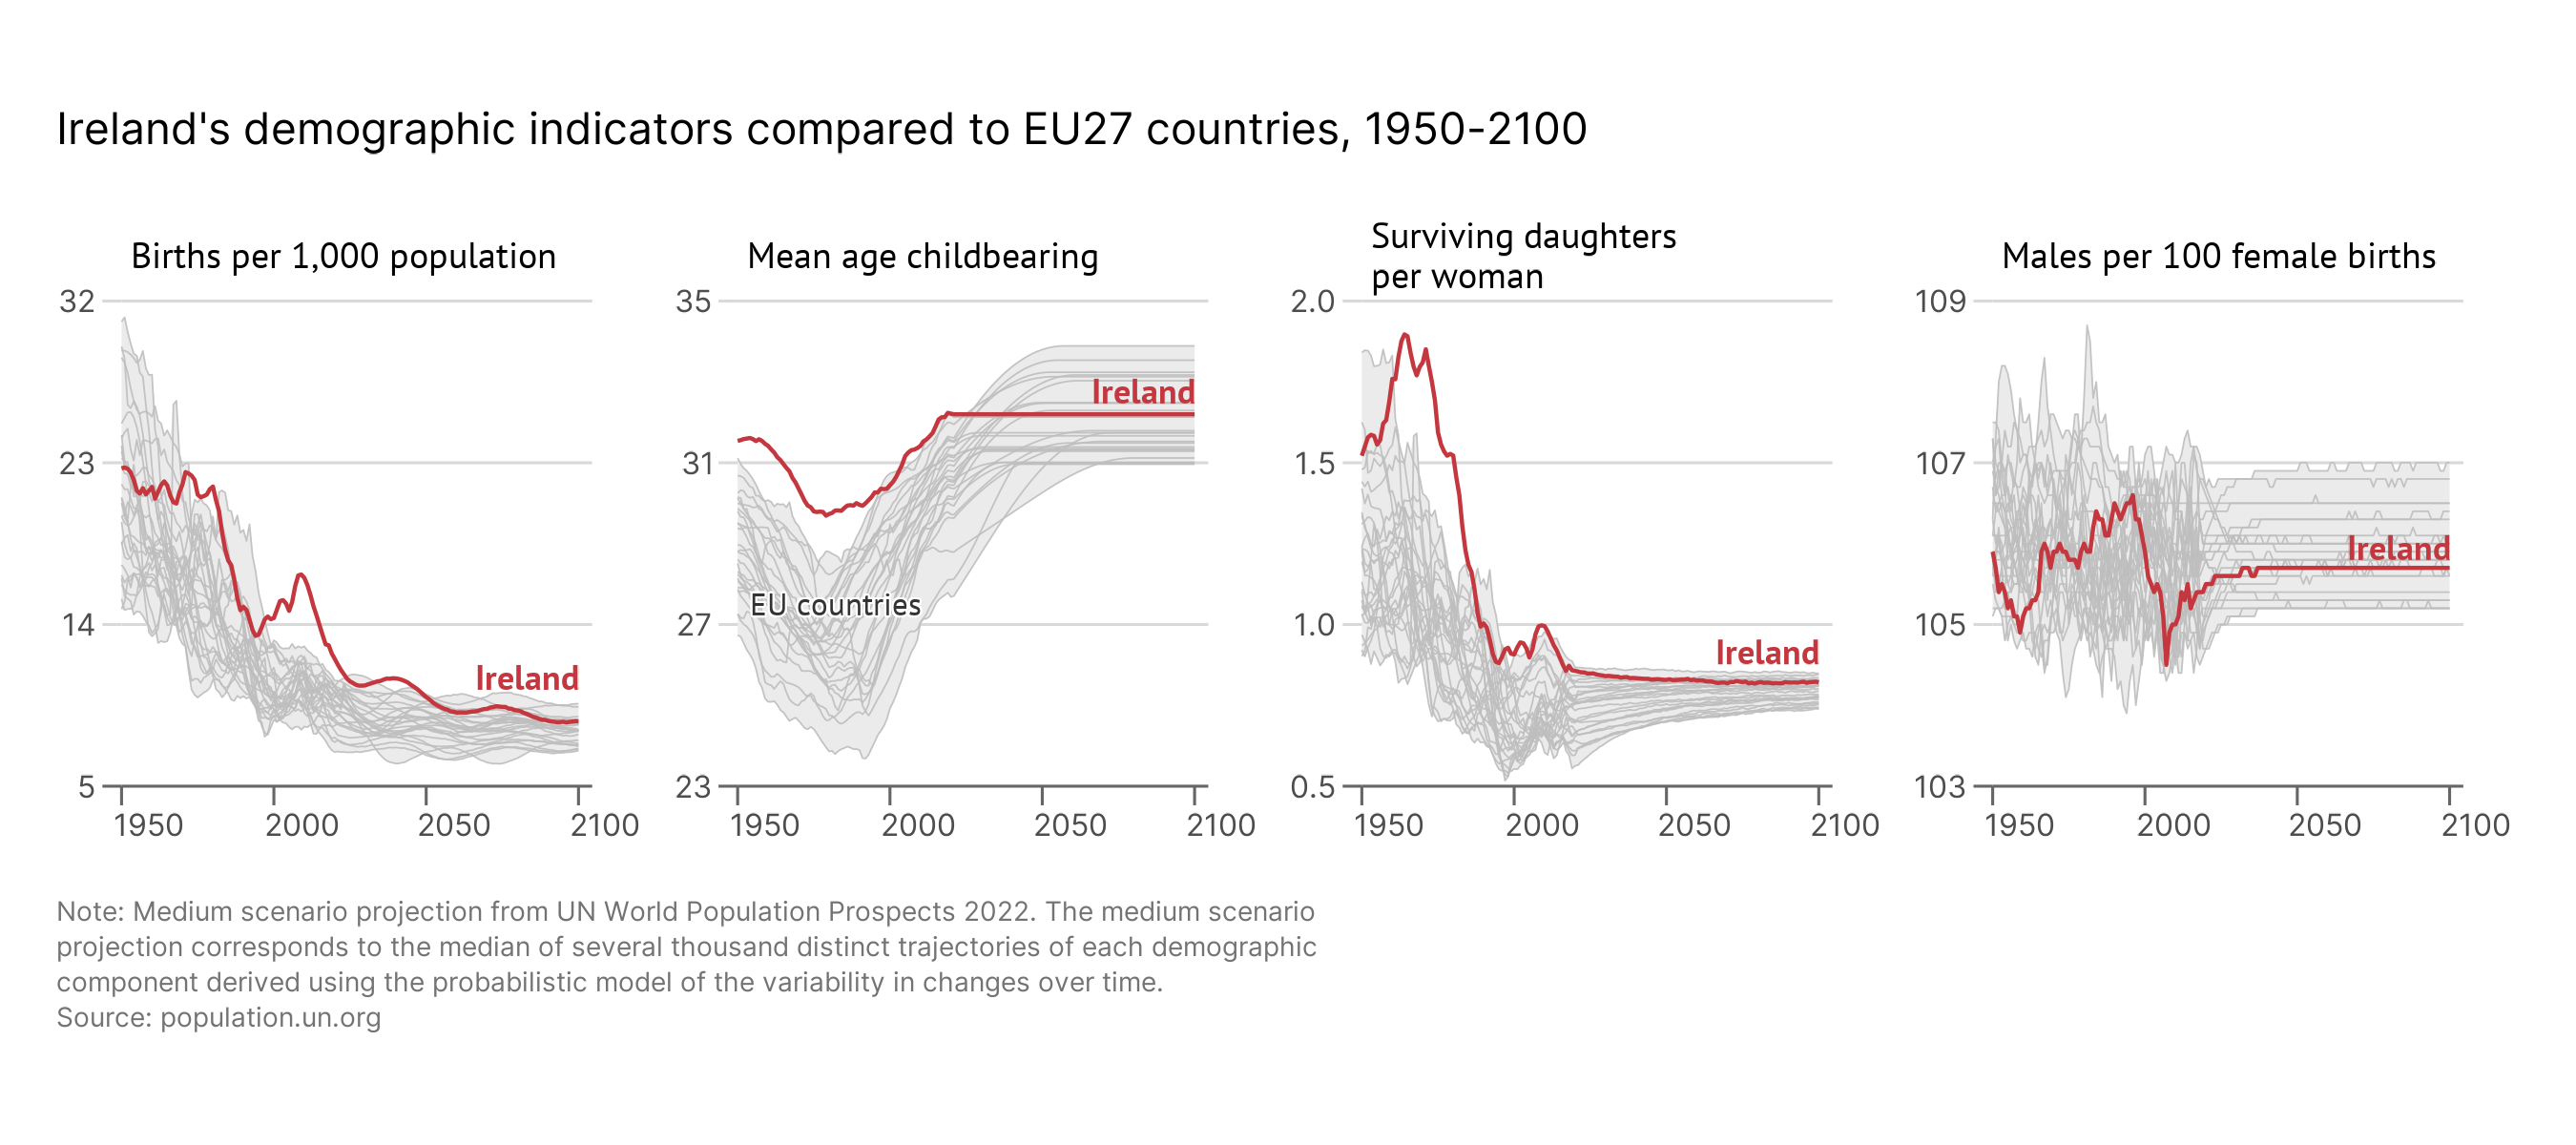 Ireland's demographic indicators compared to EU27 countries, 1950-2100
Births per 1,000 population
32
23
14
5
1950 2000 2050 2100
Ireland
Mean age childbearing
35
31
27
23
1950 2000 2050 2100
Ireland
EU countries
Surviving daughters
per woman
2.0
1.5
1.0
0.5
1950 2000 2050 2100
Ireland
Males per 100 female births
109
107
105
103
1950 2000 2050 2100
Ireland
Note: Medium scenario projection from UN World Population Prospects 2022. The medium scenario
projection corresponds to the median of several thousand distinct trajectories of each demographic
component derived using the probabilistic model of the variability in changes over time.
Source: population.un.org